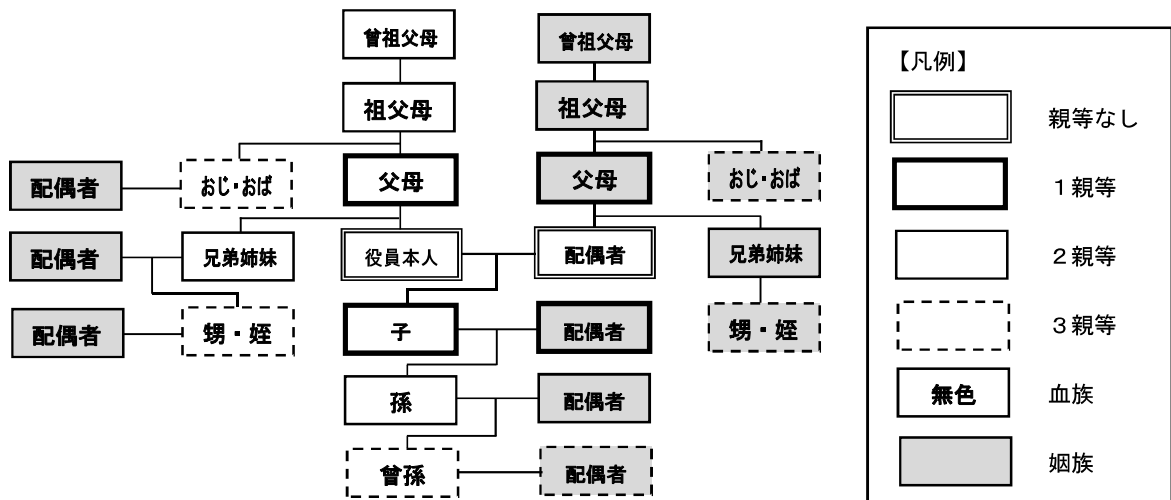 曾祖父母
曾祖父母
祖父母
祖父母
配偶者
おじ・おば
父母
父母
おじ・おば
配偶者
兄弟姉妹
役員本人
配偶者
兄弟姉妹
配偶者
甥・姪
子
配偶者
甥・姪
孫
配偶者
曾孫
配偶者
【凡例】
親等なし
１親等
２親等
３親等
無色
血族
姻族